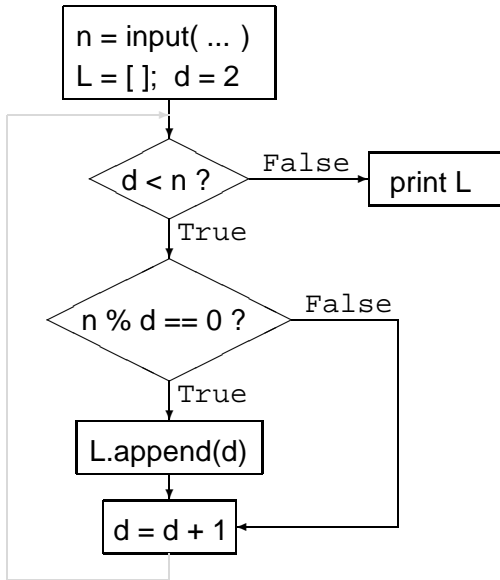 n = input( ... )
L = [ ]; d = 2
d < n ?
False
print L
True
n % d == 0 ?
False
True
L.append(d)
d = d + 1